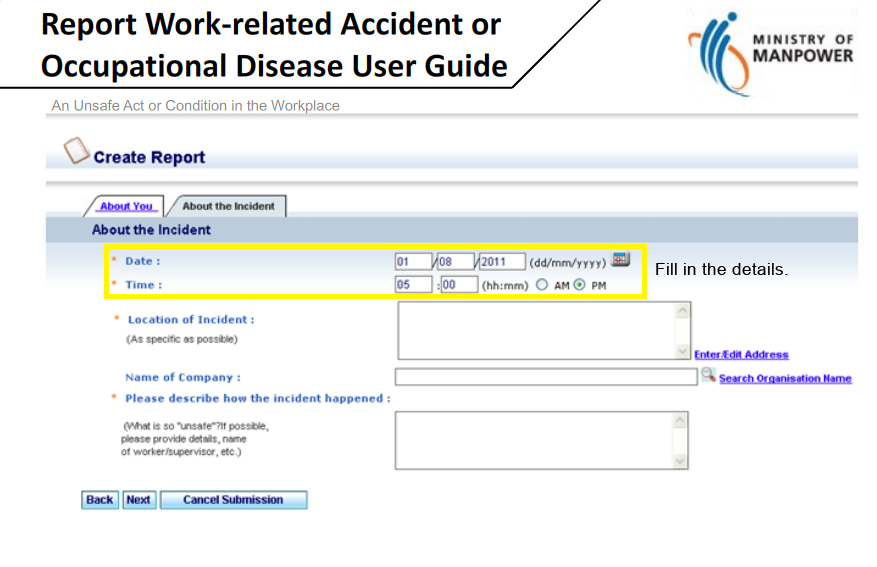 Report Work-related Accident or
Occupational Disease User Guide
MINISTRY OF
MANPOWER
An Unsafe Act or Condition in the Workplace
Create Report
About You
About the Incident
About the Incident
* Date : 01 /08 /2011 (dd/mm/yyyy)
Fill in the details.
* Time : 05 :00 (hh:mm) AM PM
* Location of Incident :
(As specific as possible)
Enter/Edit Address
Name of Company :
Search Organisation Name
* Please describe how the incident happened :
(What is so "unsafe"?If possible,
please provide details, name
of worker/supervisor, etc.)
Back Next Cancel Submission